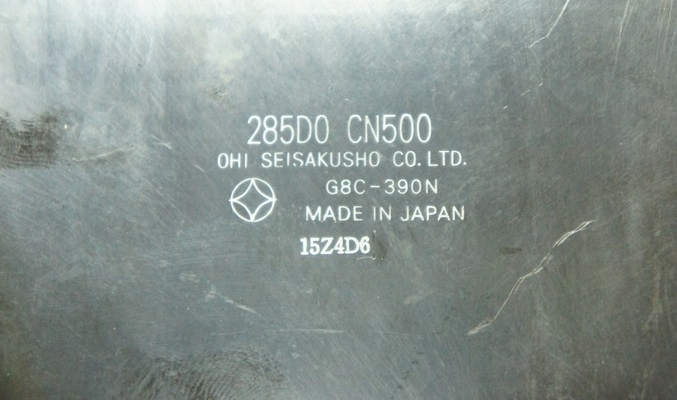 285D0 CN500
OHI SEISAKUSHO CO. LTD.
G8C-390N
MADE IN JAPAN
15Z4D6